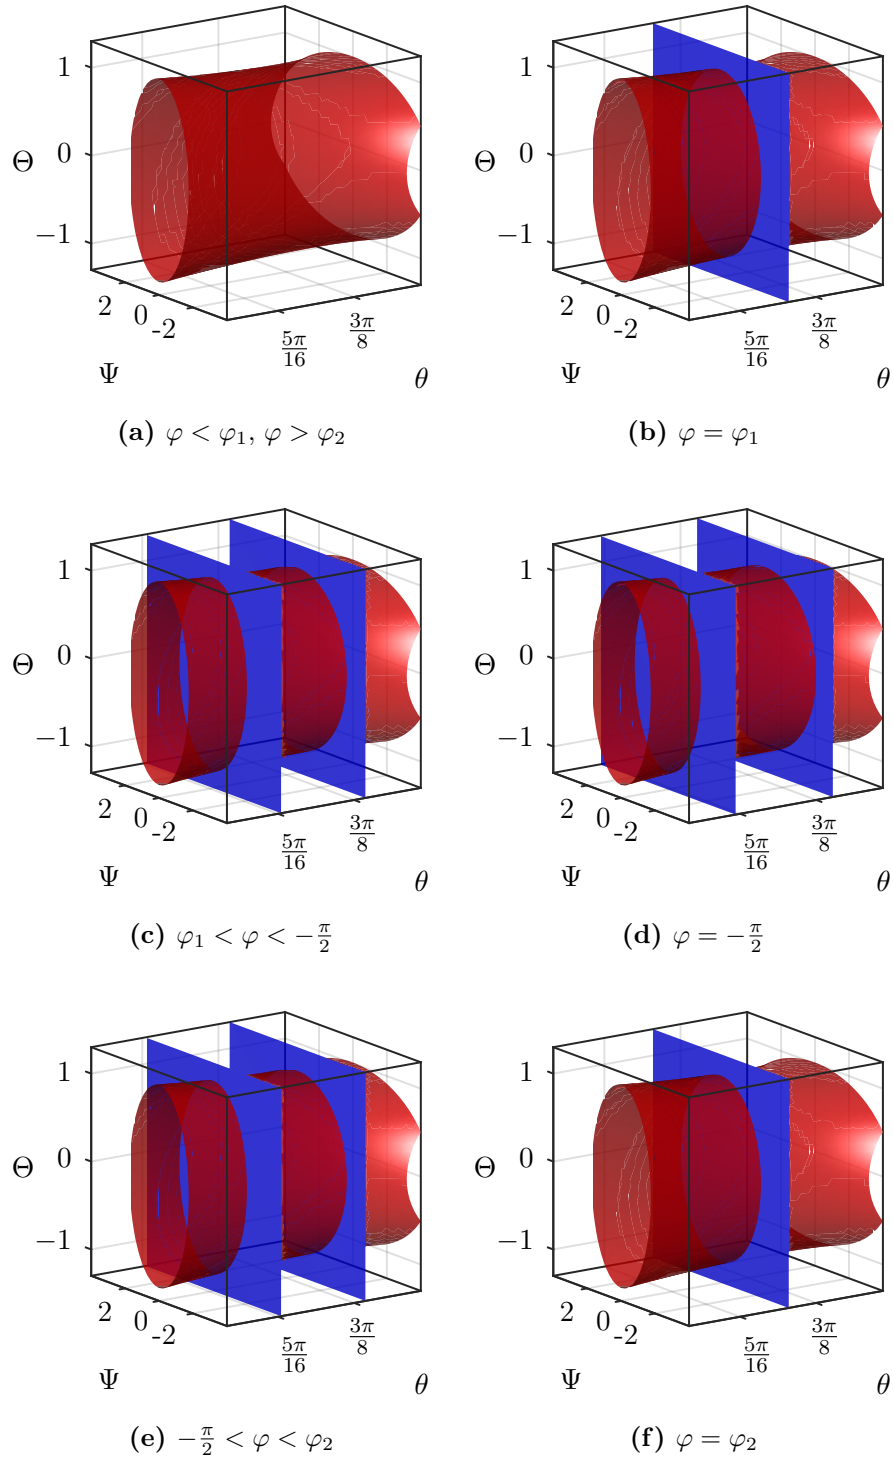 1
0
−1
Θ
2
0
-2
Ψ
5π/16
3π/8
θ
(a) φ < φ₁, φ > φ₂
1
0
−1
Θ
2
0
-2
Ψ
5π/16
3π/8
θ
(b) φ = φ₁
1
0
−1
Θ
2
0
-2
Ψ
5π/16
3π/8
θ
(c) φ₁ < φ < −π/2
1
0
−1
Θ
2
0
-2
Ψ
5π/16
3π/8
θ
(d) φ = −π/2
1
0
−1
Θ
2
0
-2
Ψ
5π/16
3π/8
θ
(e) −π/2 < φ < φ₂
1
0
−1
Θ
2
0
-2
Ψ
5π/16
3π/8
θ
(f) φ = φ₂